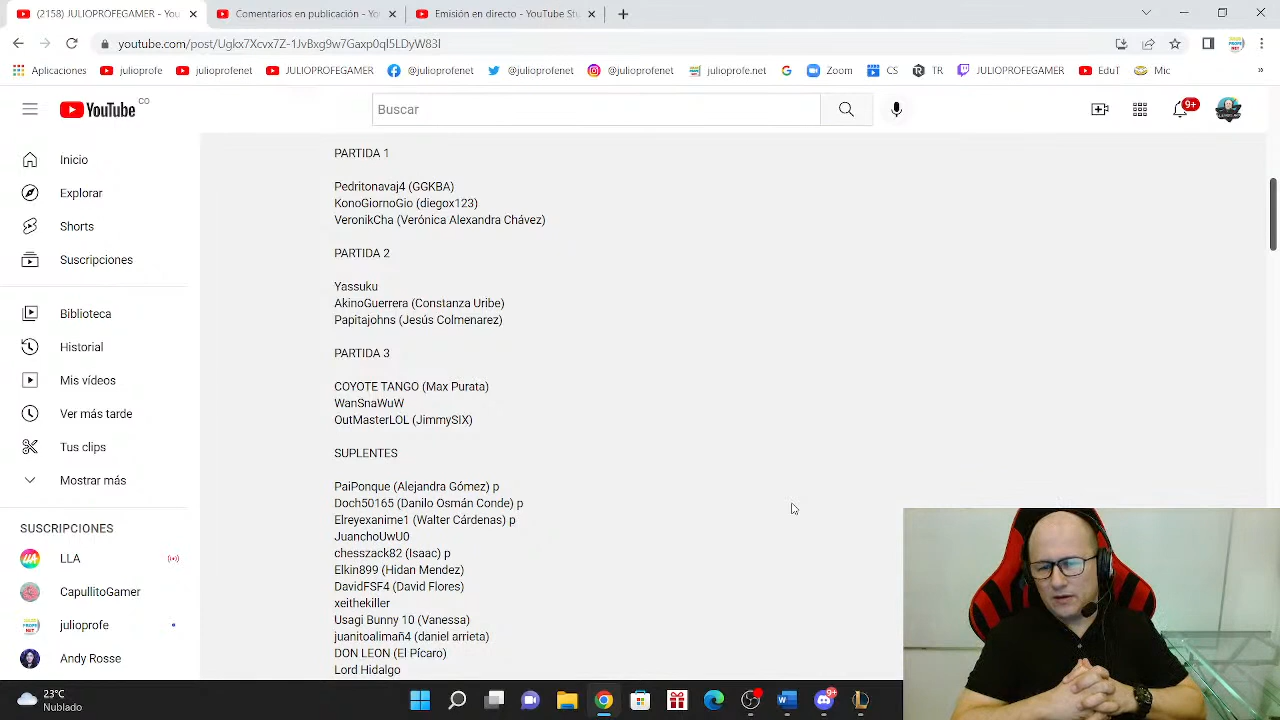 (2158) JULIOPROFEGAMER - You
Comentarios en publicación - Yo
Emisión en directo - YouTube Stu
youtube.com/post/Ugkx7Xcvx7Z-1JvBxg9w7Gaxp0qI5LDyW83I
Aplicaciones
julioprofe
julioprofenet
JULIOPROFEGAMER
@julioprofenet
@julioprofenet
@julioprofenet
julioprofe.net
Zoom
CS
TR
JULIOPROFEGAMER
EduT
Mic
»
YouTube CO
Buscar
9+
Inicio
Explorar
Shorts
Suscripciones
Biblioteca
Historial
Mis vídeos
Ver más tarde
Tus clips
Mostrar más
SUSCRIPCIONES
LLA
CapullitoGamer
julioprofe
Andy Rosse
PARTIDA 1
Pedritonavaj4 (GGKBA)
KonoGiornoGio (diegox123)
VeronikCha (Verónica Alexandra Chávez)
PARTIDA 2
Yassuku
AkinoGuerrera (Constanza Uribe)
Papitajohns (Jesús Colmenarez)
PARTIDA 3
COYOTE TANGO (Max Purata)
WanSnaWuW
OutMasterLOL (JimmySIX)
SUPLENTES
PaiPonque (Alejandra Gómez) p
Doch50165 (Danilo Osmán Conde) p
Elreyexanime1 (Walter Cárdenas) p
JuanchoUwU0
chesszack82 (Isaac) p
Elkin899 (Hidan Mendez)
DavidFSF4 (David Flores)
xeithekiller
Usagi Bunny 10 (Vanessa)
juanitoalimañ4 (daniel arrieta)
DON LEON (El Pícaro)
Lord Hidalgo
23°C
Nublado
9+